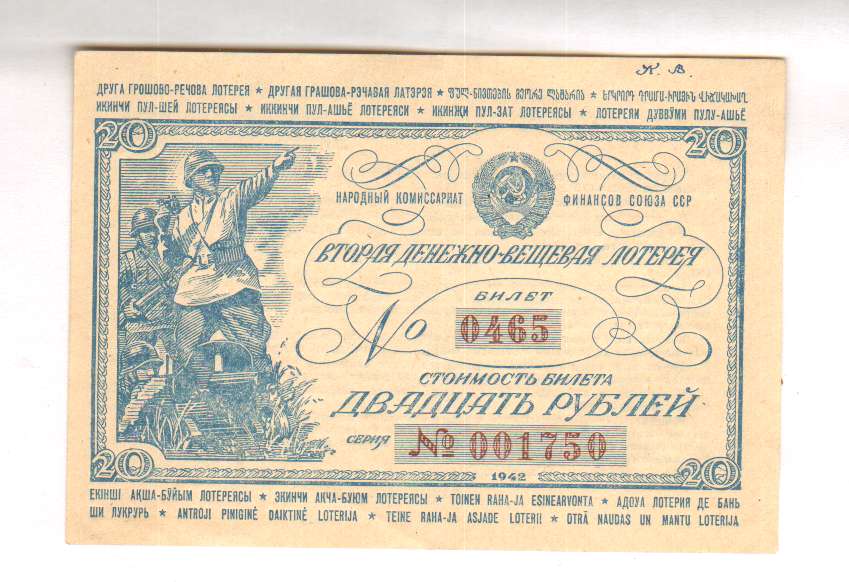 К. В.
ДРУГА ГРОШОВО-РЕЧОВА ЛОТЕРЕЯ ★ ДРУГАЯ ГРАШОВА-РЭЧАВАЯ ЛАТЭРЭЯ ★
ИКИНЧИ ПУЛ-ШЕЙ ЛОТЕРЕЯСЫ ★ ИККИНЧИ ПУЛ-АШЬЁ ЛОТЕРЕЯСИ ★ ИКИНҖИ ПУЛ-ЗАТ ЛОТЕРЕЯСЫ ★ ЛОТЕРЕЯИ ДУВВЎМИ ПУЛУ-АШЬЁ
20 20
НАРОДНЫЙ КОМИССАРИАТ ФИНАНСОВ СОЮЗА ССР
ВТОРАЯ ДЕНЕЖНО-ВЕЩЕВАЯ ЛОТЕРЕЯ
БИЛЕТ
№ 0465
СТОИМОСТЬ БИЛЕТА
ДВАДЦАТЬ РУБЛЕЙ
СЕРИЯ № 001750
20 1942 20
ЕКІНШІ АҚША-БҰЙЫМ ЛОТЕРЕЯСЫ ★ ЭКИНЧИ АКЧА-БУЮМ ЛОТЕРЕЯСЫ ★ TOINEN RAHA-JA ESINEARVONTA ★ АДОУА ЛОТЕРИЯ ДЕ БАНЬ
ШИ ЛУКРУРЬ ★ ANTROJI PINIGINĖ DAIKTINĖ LOTERIJA ★ TEINE RAHA-JA ASJADE LOTERII ★ OTRĀ NAUDAS UN MANTU LOTERIJA